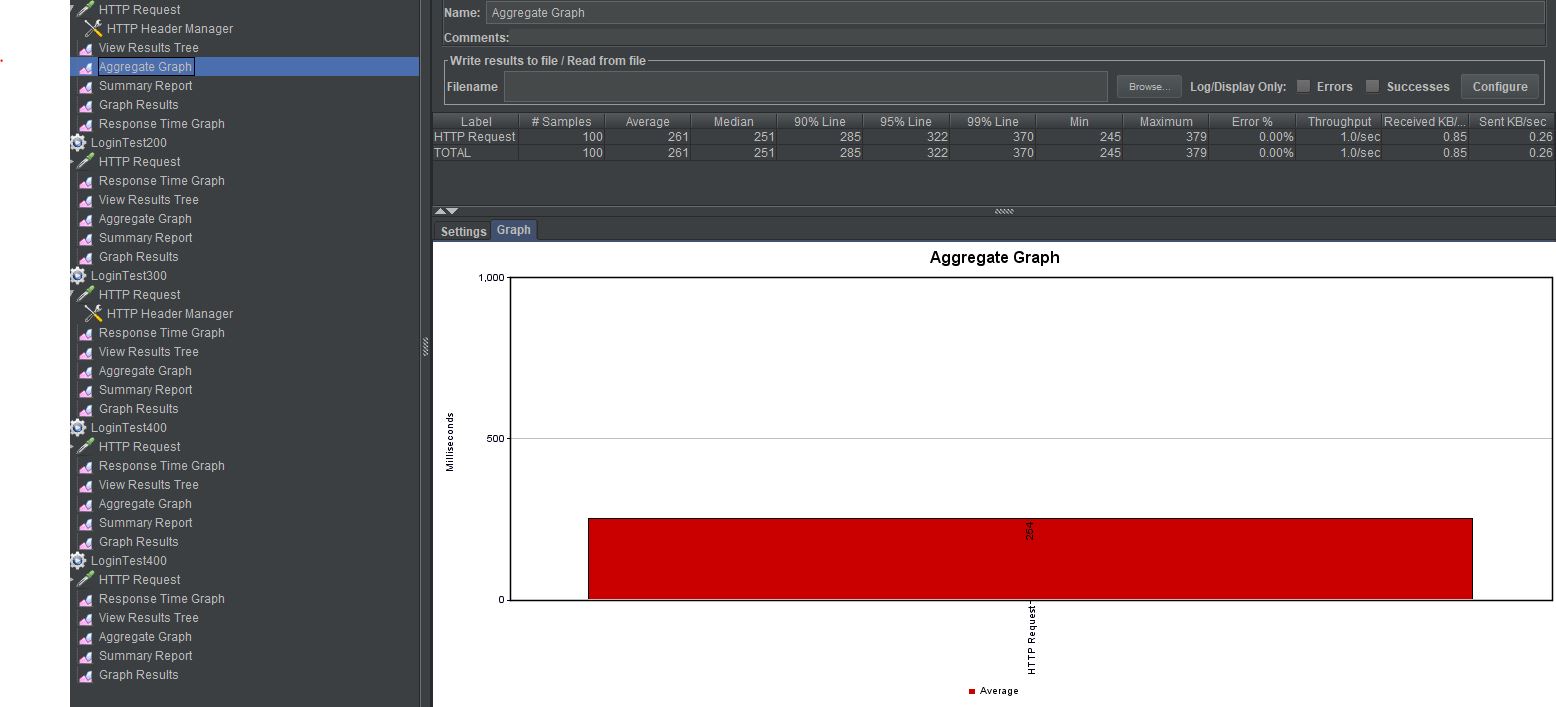 HTTP Request
HTTP Header Manager
View Results Tree
Aggregate Graph
Summary Report
Graph Results
Response Time Graph
LoginTest200
HTTP Request
Response Time Graph
View Results Tree
Aggregate Graph
Summary Report
Graph Results
LoginTest300
HTTP Request
HTTP Header Manager
Response Time Graph
View Results Tree
Aggregate Graph
Summary Report
Graph Results
LoginTest400
HTTP Request
Response Time Graph
View Results Tree
Aggregate Graph
Summary Report
Graph Results
LoginTest400
HTTP Request
Response Time Graph
View Results Tree
Aggregate Graph
Summary Report
Graph Results
Name: Aggregate Graph
Comments:
Write results to file / Read from file
Filename Browse... Log/Display Only: Errors Successes Configure
Label # Samples Average Median 90% Line 95% Line 99% Line Min Maximum Error % Throughput Received KB/... Sent KB/sec
HTTP Request 100 261 251 285 322 370 245 379 0.00% 1.0/sec 0.85 0.26
TOTAL 100 261 251 285 322 370 245 379 0.00% 1.0/sec 0.85 0.26
Settings Graph
Aggregate Graph
1,000
500
0
Milliseconds
HTTP Request
Average